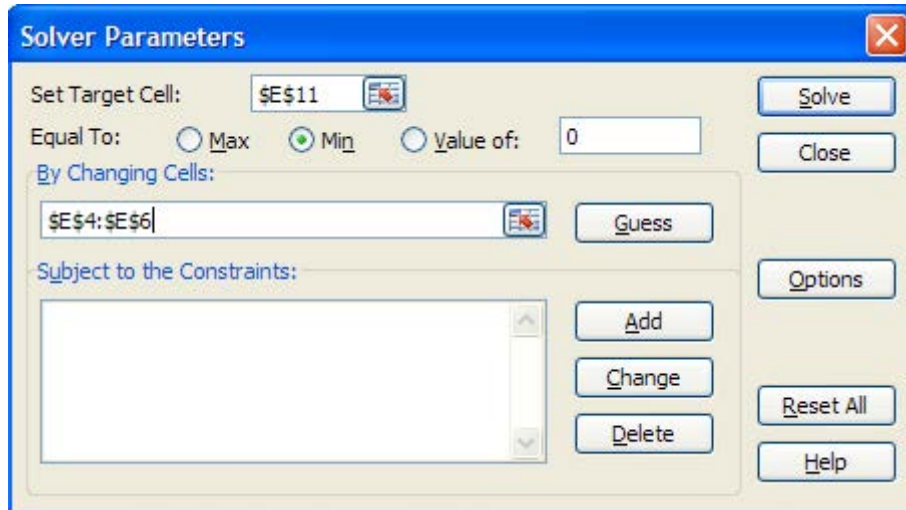 Solver Parameters
Set Target Cell: $E$11
Solve
Equal To: Max Min Value of: 0
Close
By Changing Cells:
$E$4:$E$6
Guess
Subject to the Constraints:
Options
Add
Change
Reset All
Delete
Help